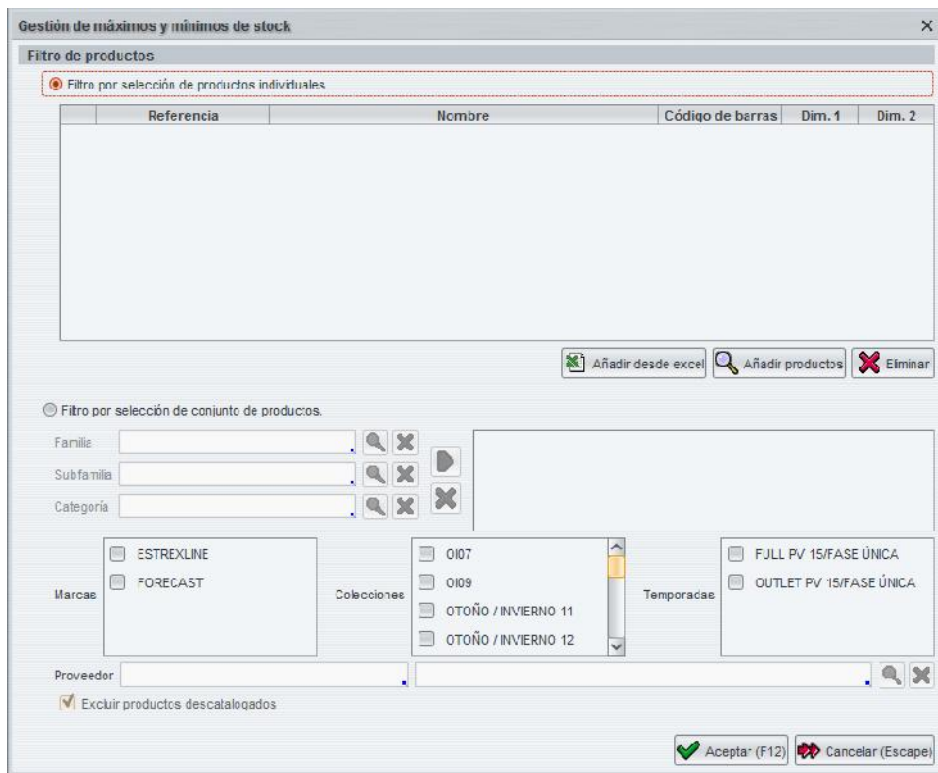 Gestión de máximos y mínimos de stock
Filtro de productos
Filtro por selección de productos individuales
Referencia Nombre Código de barras Dim. 1 Dim. 2
Añadir desde excel Añadir productos Eliminar
Filtro por selección de conjunto de productos.
Familia
Subfamilia
Categoría
Marcas
ESTREXLINE
FORECAST
Colecciones
OI07
OI09
OTOÑO / INVIERNO 11
OTOÑO / INVIERNO 12
Temporadas
FULL PV 15/FASE ÚNICA
OUTLET PV 15/FASE ÚNICA
Proveedor
Excluir productos descatalogados
Aceptar (F12) Cancelar (Escape)